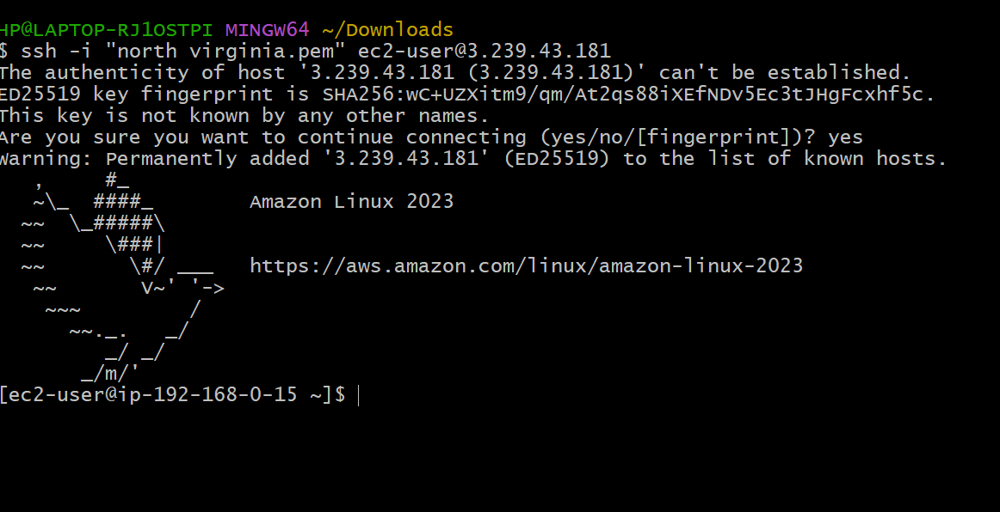 HP@LAPTOP-RJ1OSTPI MINGW64 ~/Downloads
$ ssh -i "north virginia.pem" ec2-user@3.239.43.181
The authenticity of host '3.239.43.181 (3.239.43.181)' can't be established.
ED25519 key fingerprint is SHA256:wC+UZXitm9/qm/At2qs88iXEfNDv5Ec3tJHgFcxhf5c.
This key is not known by any other names.
Are you sure you want to continue connecting (yes/no/[fingerprint])? yes
Warning: Permanently added '3.239.43.181' (ED25519) to the list of known hosts.
   ,     #_
   ~\_  ####_        Amazon Linux 2023
  ~~  \_#####\
  ~~     \###|
  ~~       \#/ ___   https://aws.amazon.com/linux/amazon-linux-2023
   ~~       V~' '->
    ~~~         /
      ~~._.   _/
         _/ _/
       _/m/'
[ec2-user@ip-192-168-0-15 ~]$